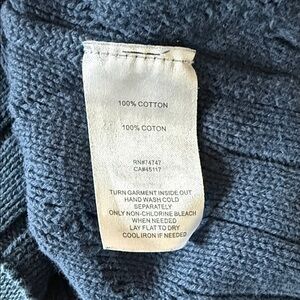 100% COTTON
100% COTON
RN#74747
CA#45117
TURN GARMENT INSIDE OUT
HAND WASH COLD
SEPARATELY
ONLY NON-CHLORINE BLEACH
WHEN NEEDED
LAY FLAT TO DRY
COOL IRON IF NEEDED